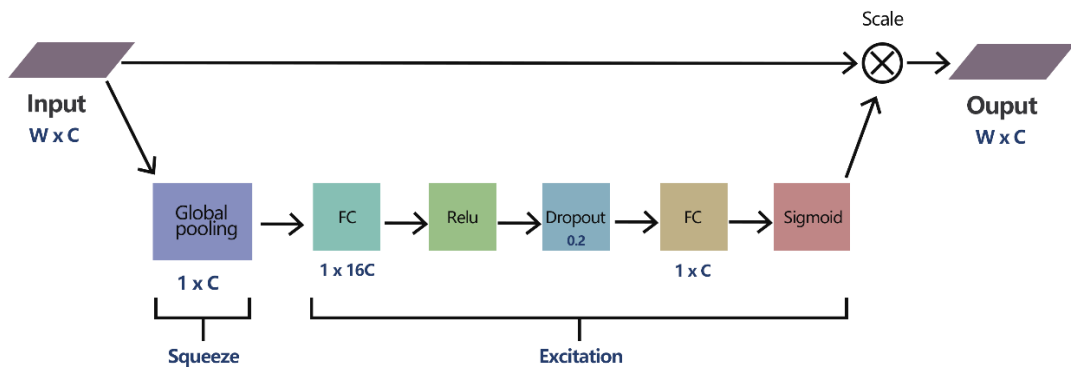 Scale
Input
W x C
Ouput
W x C
Global
pooling
1 x C
FC
1 x 16C
Relu
Dropout
0.2
FC
1 x C
Sigmoid
Squeeze
Excitation